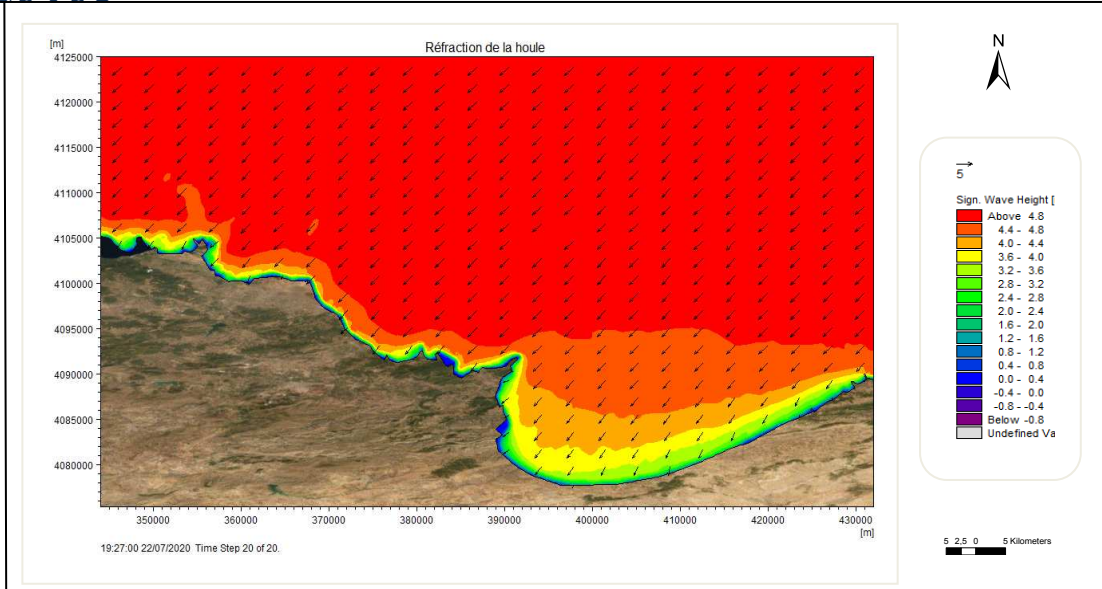 Réfraction de la houle
[m]
4125000
4120000
4115000
4110000
4105000
4100000
4095000
4090000
4085000
4080000
350000 360000 370000 380000 390000 400000 410000 420000 430000
[m]
19:27:00 22/07/2020 Time Step 20 of 20.
N
5
Sign. Wave Height [
Above 4.8
4.4 - 4.8
4.0 - 4.4
3.6 - 4.0
3.2 - 3.6
2.8 - 3.2
2.4 - 2.8
2.0 - 2.4
1.6 - 2.0
1.2 - 1.6
0.8 - 1.2
0.4 - 0.8
0.0 - 0.4
-0.4 - 0.0
-0.8 - -0.4
Below -0.8
Undefined Va
5 2,5 0 5 Kilometers